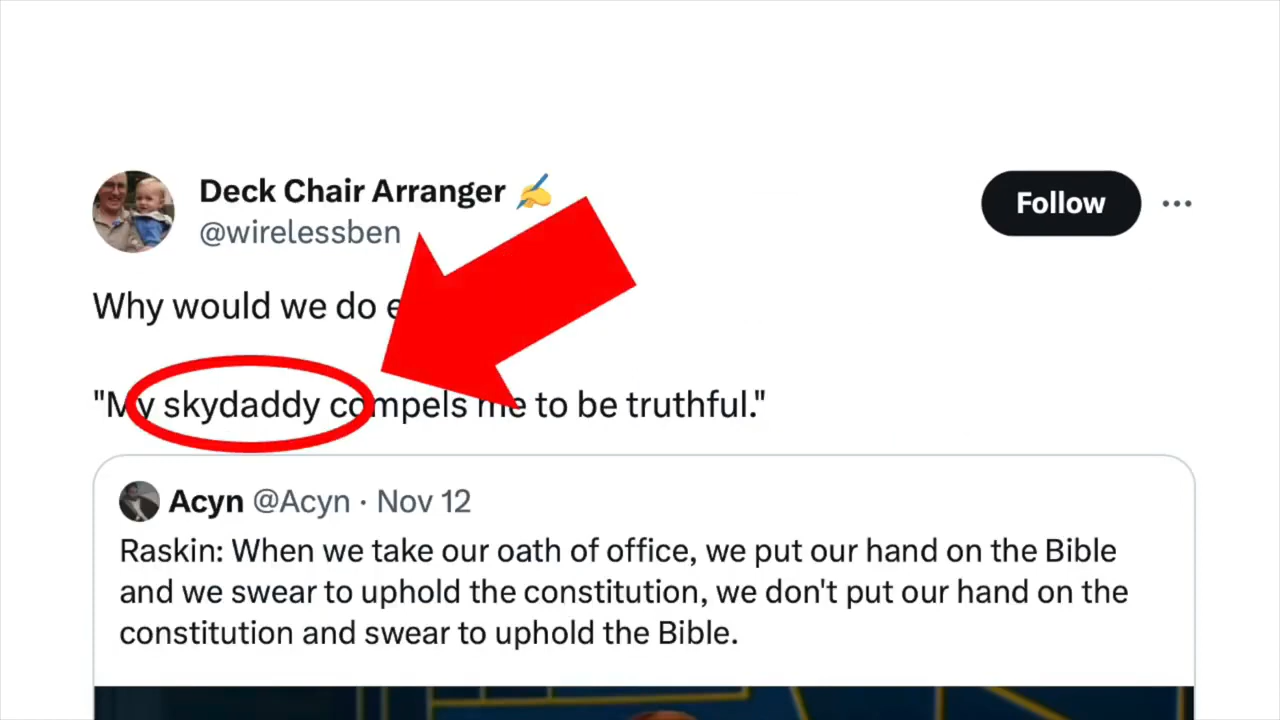 Deck Chair Arranger ✍️
@wirelessben
Follow
Why would we do
"My skydaddy compels me to be truthful."
Acyn @Acyn · Nov 12
Raskin: When we take our oath of office, we put our hand on the Bible
and we swear to uphold the constitution, we don't put our hand on the
constitution and swear to uphold the Bible.